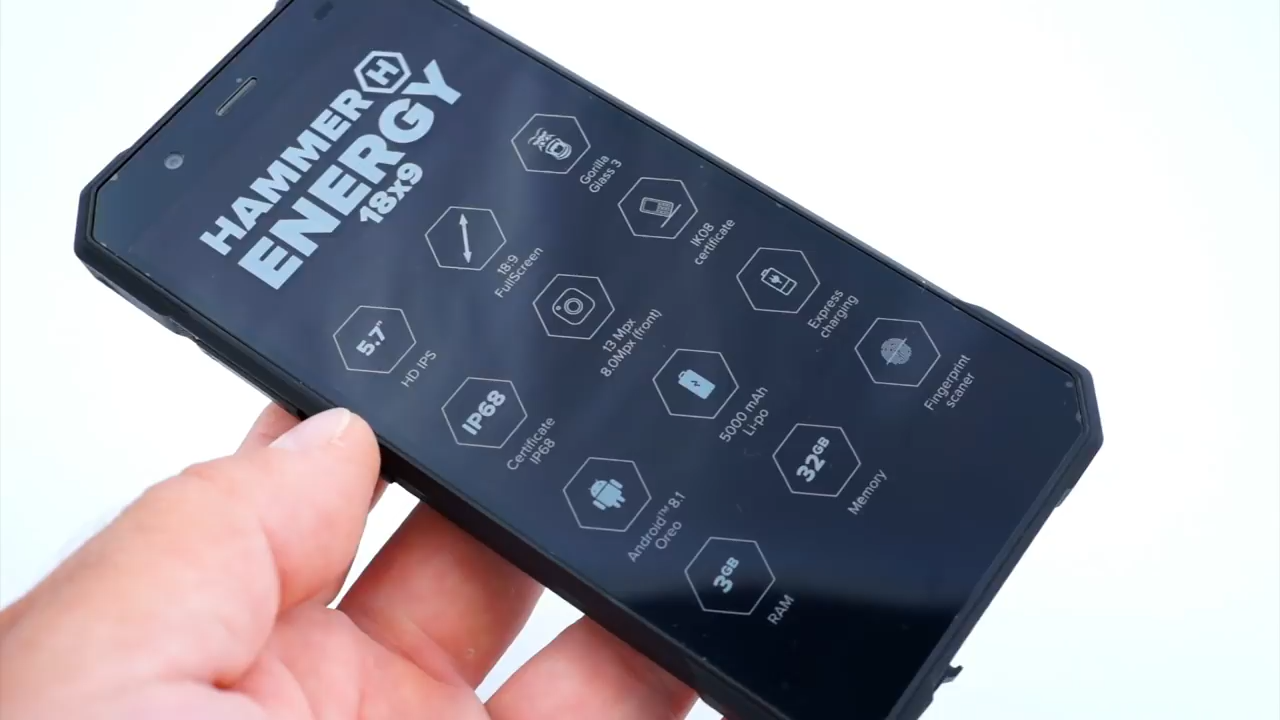 HAMMER H
ENERGY
18x9
Gorilla
Glass 3
18:9
FullScreen
IK08
certificate
5.7"
HD IPS
13 Mpx
8.0Mpx (front)
Express
charging
IP68
Certificate
IP68
5000 mAh
Li-po
Fingerprint
scaner
Android™ 8.1
Oreo
32GB
Memory
3GB
RAM